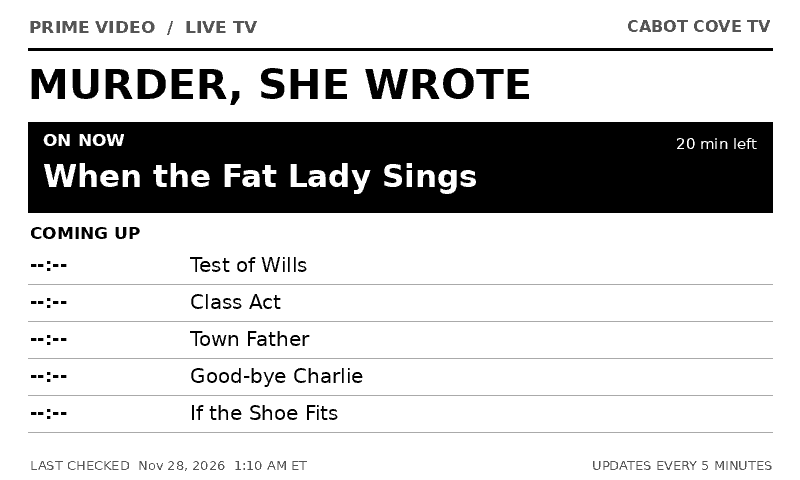 PRIME VIDEO / LIVE TV
CABOT COVE TV
MURDER, SHE WROTE
ON NOW
20 min left
When the Fat Lady Sings
COMING UP
--:-- Test of Wills
--:-- Class Act
--:-- Town Father
--:-- Good-bye Charlie
--:-- If the Shoe Fits
LAST CHECKED Nov 28, 2026 1:10 AM ET
UPDATES EVERY 5 MINUTES